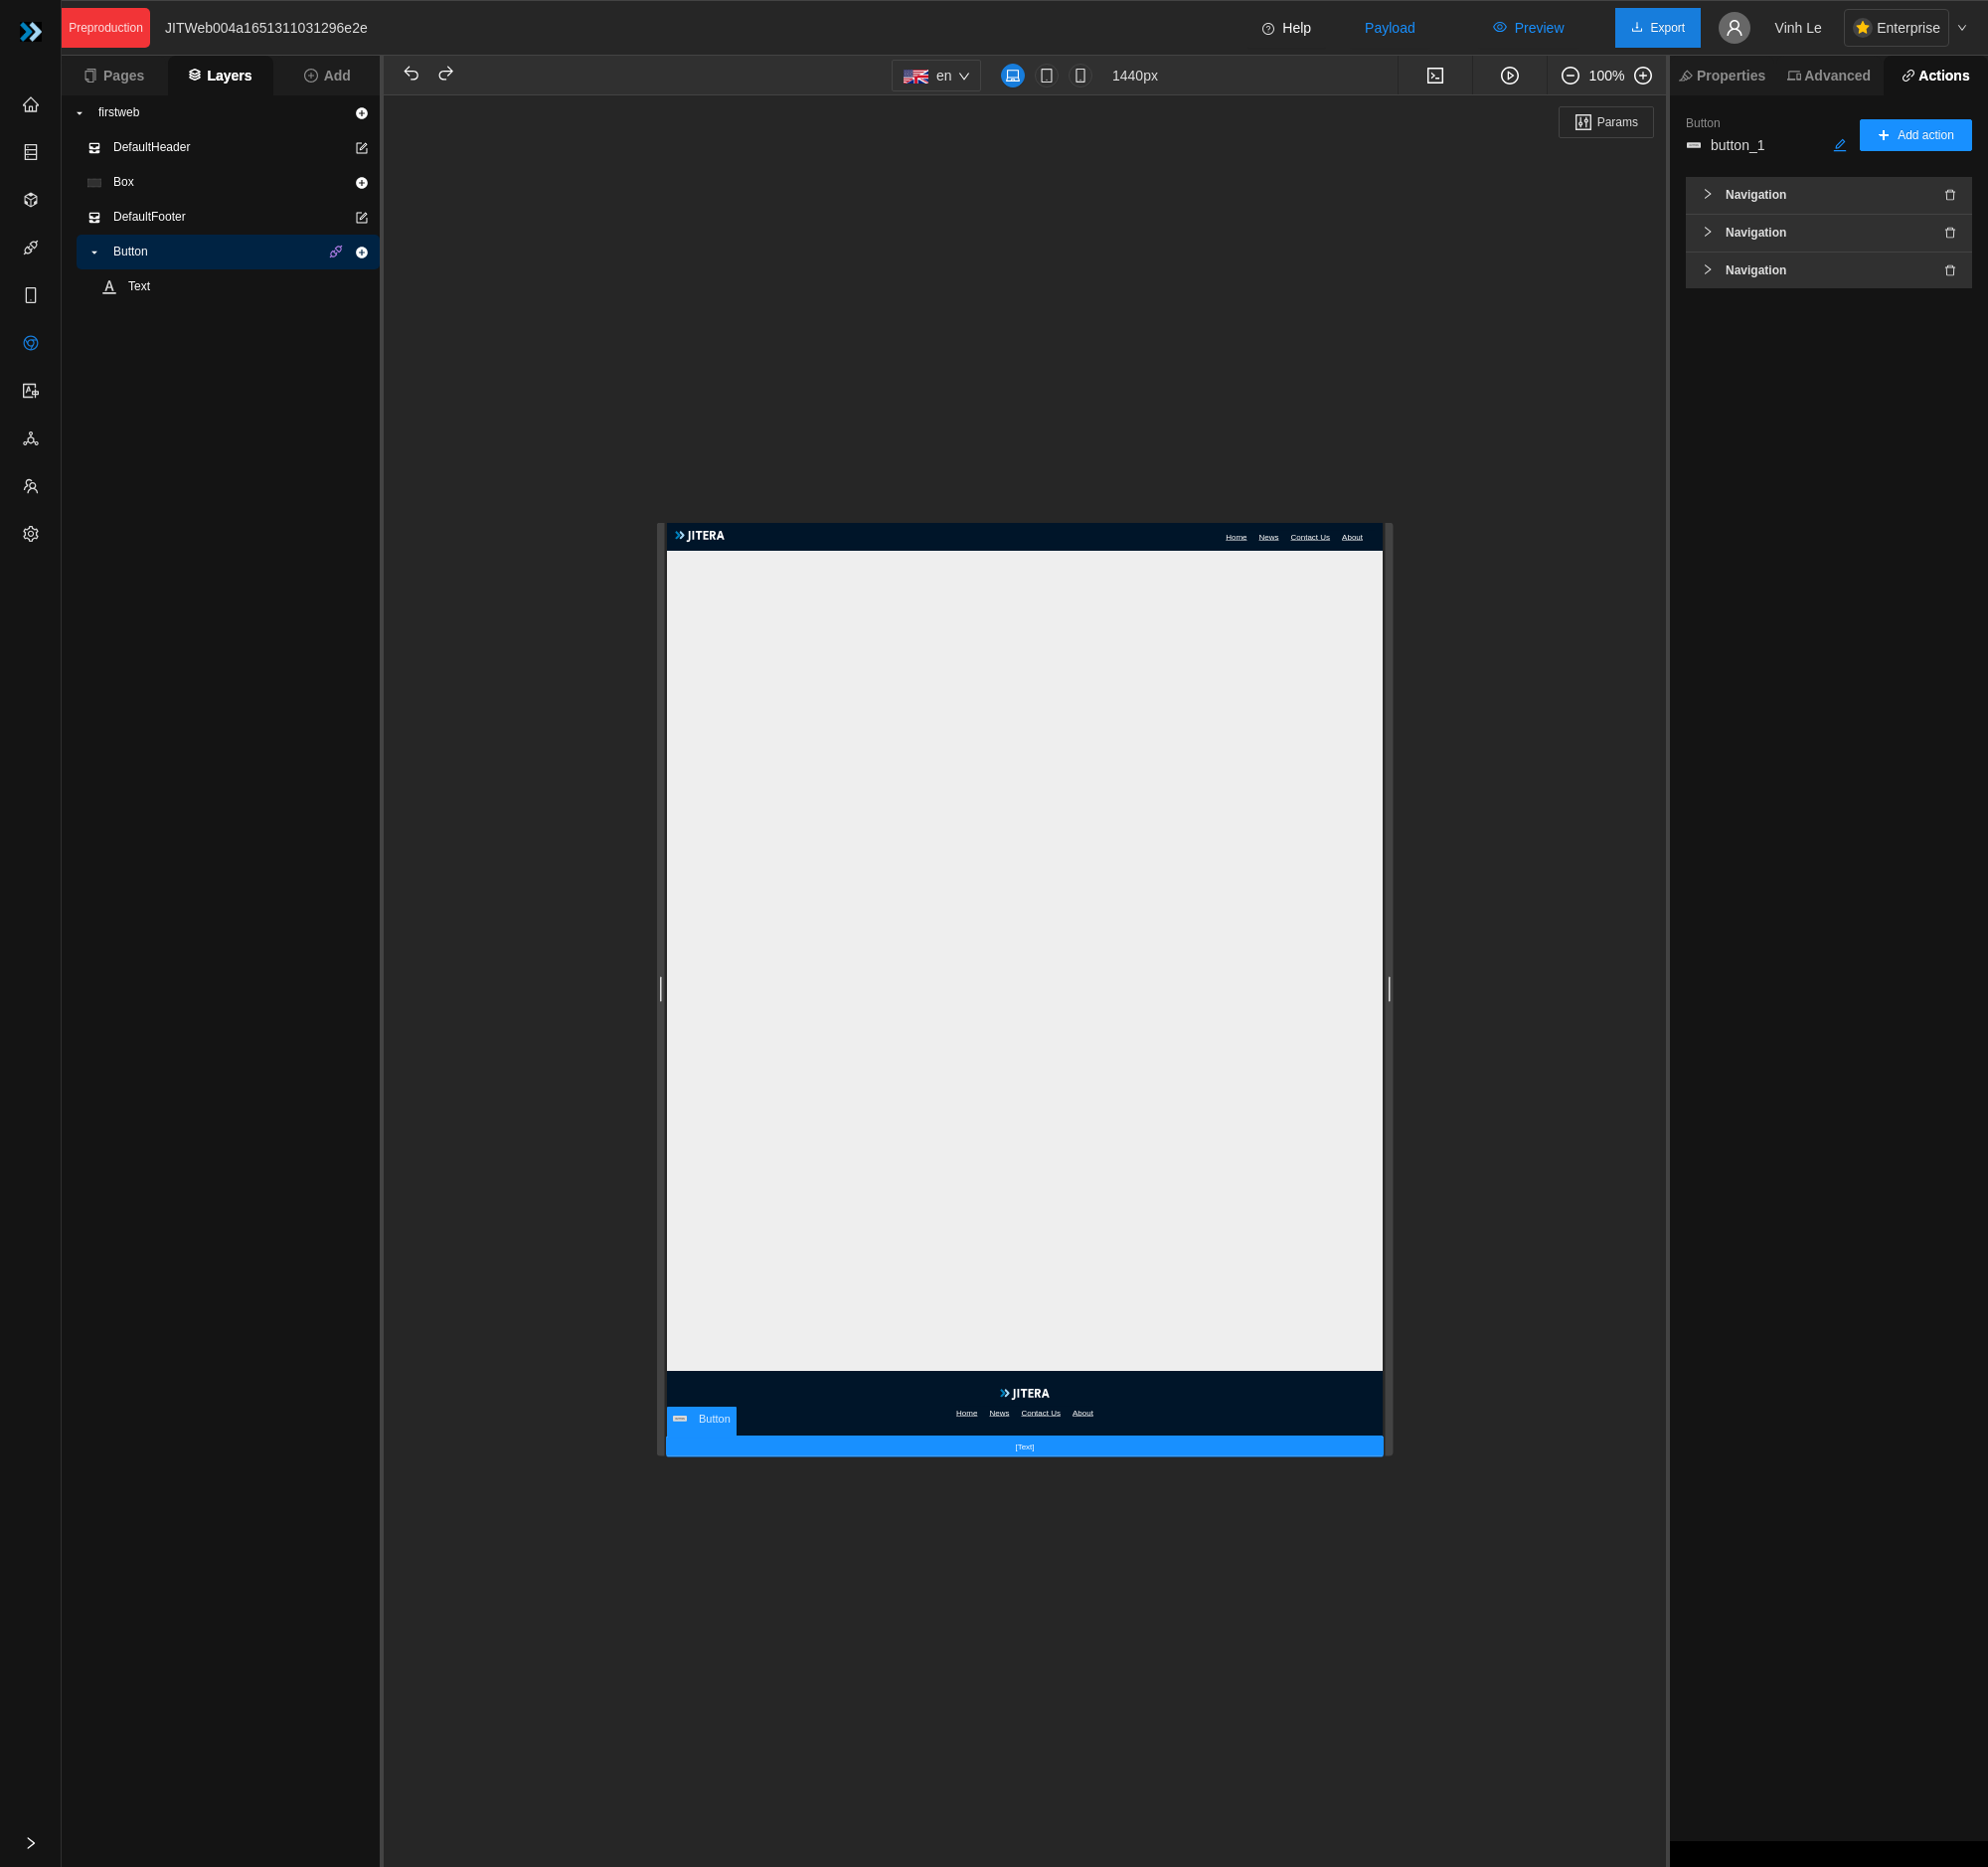 Preproduction JITWeb004a1651311031296e2e Help Payload Preview Export Vinh Le Enterprise
Pages Layers Add en 1440px 100% Properties Advanced Actions
firstweb
DefaultHeader
Box
DefaultFooter
Button
Text
Params
JITERA Home News Contact Us About
JITERA
Home News Contact Us About
Button
[Text]
Button
button_1
Add action
Navigation
Navigation
Navigation